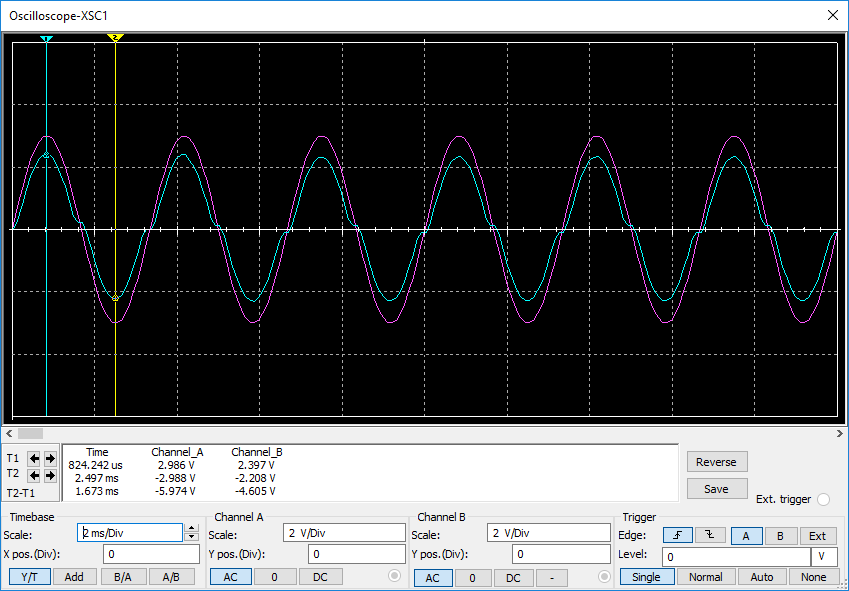 Oscilloscope-XSC1
1 2
Time Channel_A Channel_B
T1 824.242 us 2.986 V 2.397 V
T2 2.497 ms -2.988 V -2.208 V
T2-T1 1.673 ms -5.974 V -4.605 V
Reverse
Save
Ext. trigger
Timebase Channel A Channel B Trigger
Scale: 2 ms/Div Scale: 2 V/Div Scale: 2 V/Div Edge: A B Ext
X pos.(Div): 0 Y pos.(Div): 0 Y pos.(Div): 0 Level: 0 V
Y/T Add B/A A/B AC 0 DC AC 0 DC - Single Normal Auto None